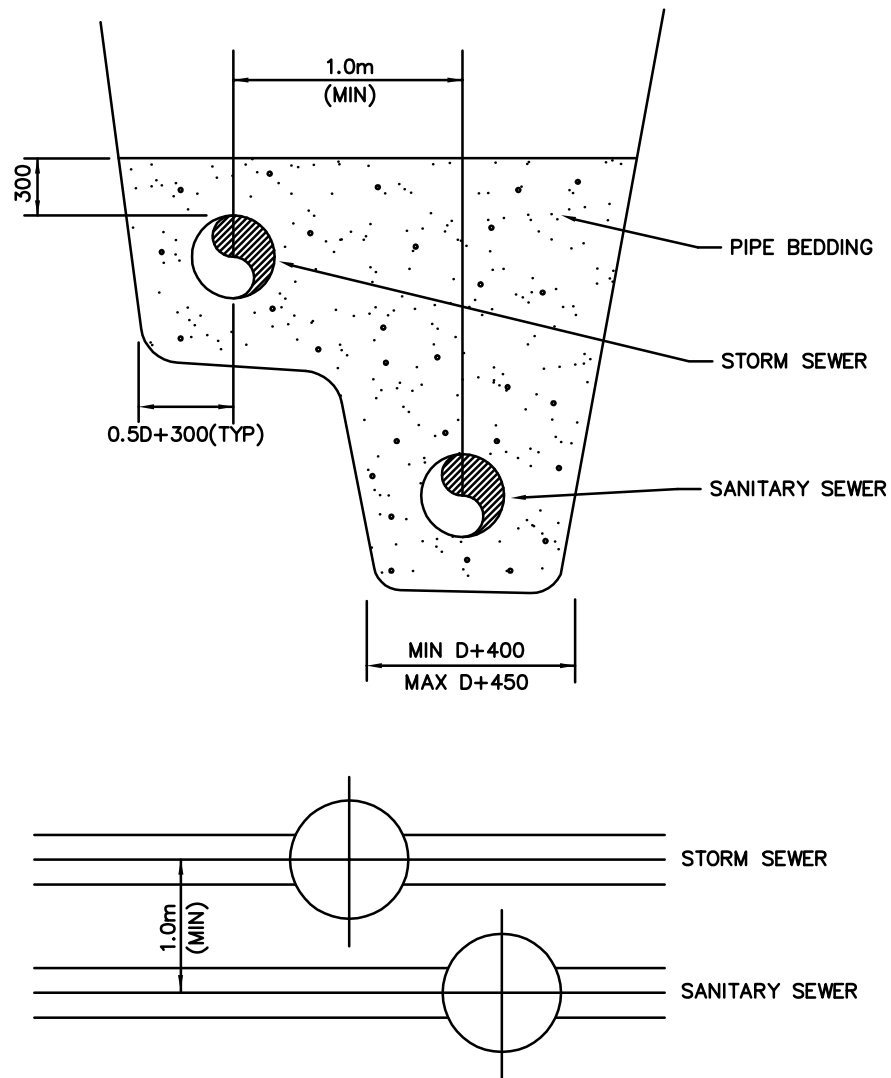 1.0m
(MIN)
300
PIPE BEDDING
STORM SEWER
0.5D+300(TYP)
SANITARY SEWER
MIN D+400
MAX D+450
STORM SEWER
1.0m
(MIN)
SANITARY SEWER